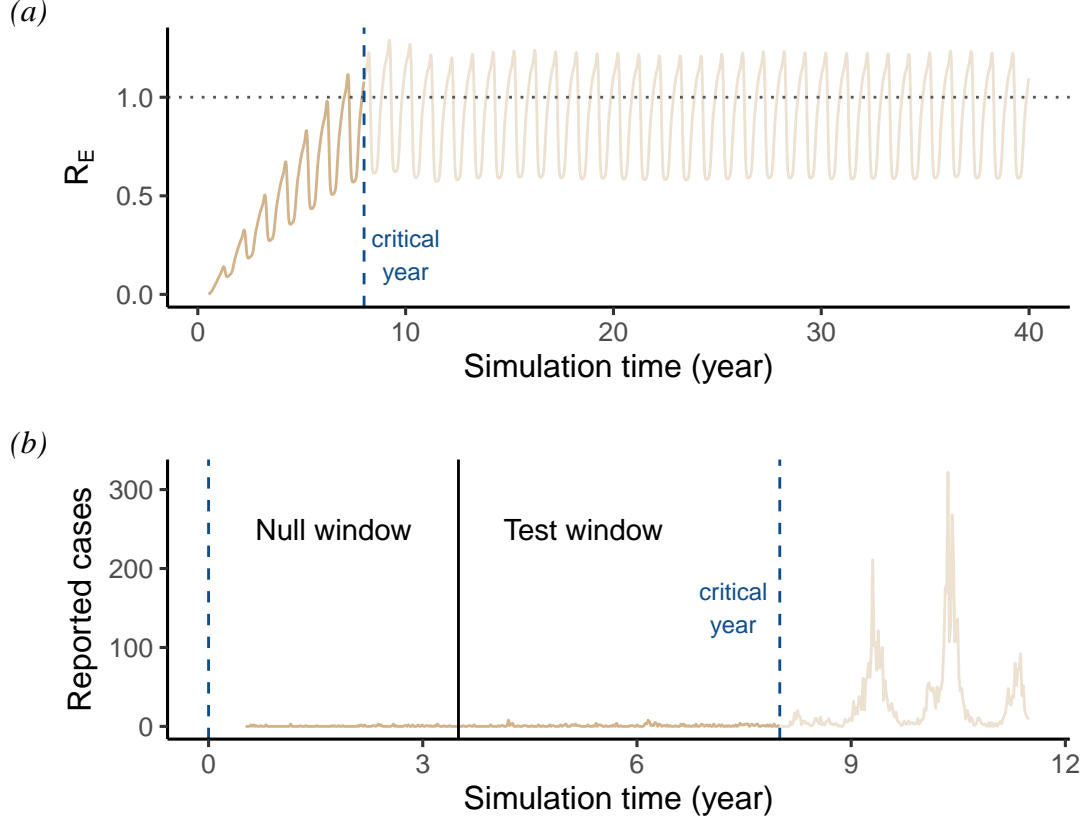 (a)
R_E
1.0
0.5
0.0
critical
year
0 10 20 30 40
Simulation time (year)
(b)
Reported cases
300
200
100
0
Null window Test window
critical
year
0 3 6 9 12
Simulation time (year)